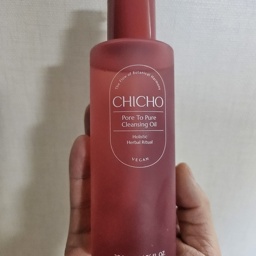 CHICHO
Pore To Pure
Cleansing Oil
Holistic
Herbal Ritual
VEGAN